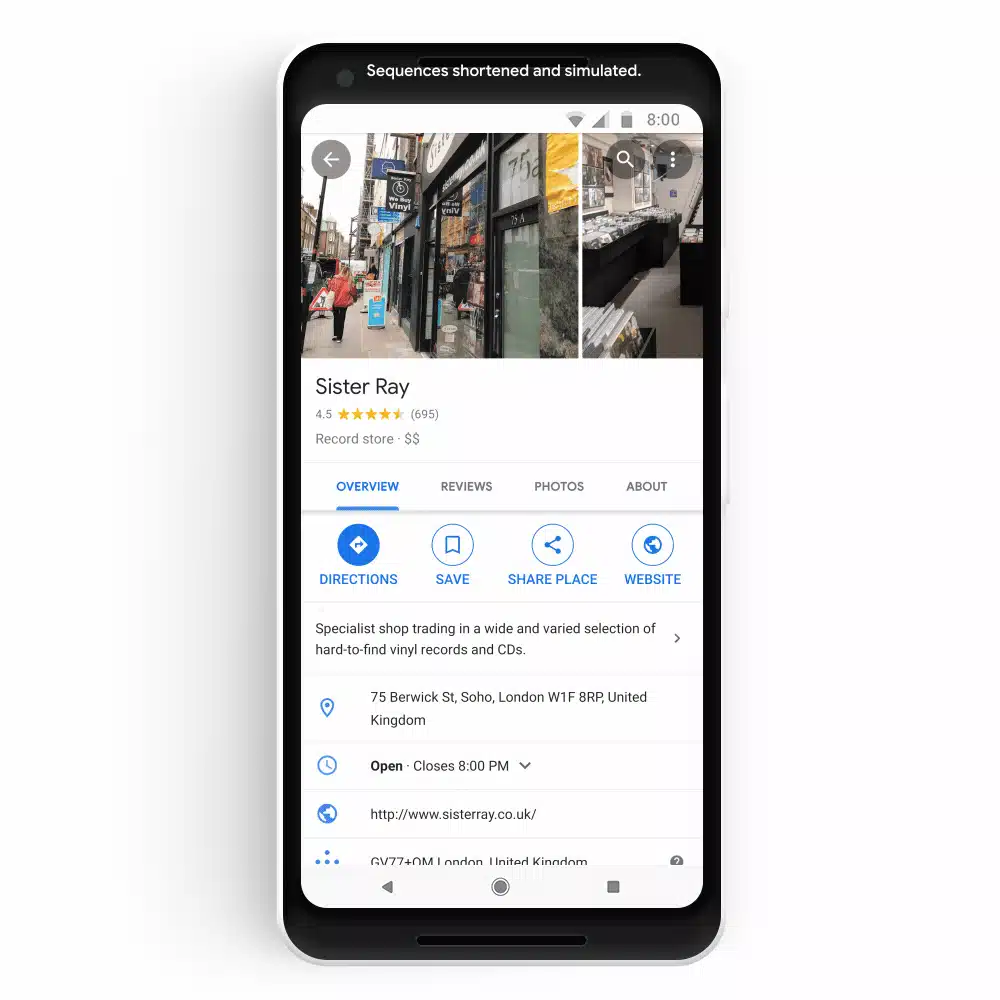 Sequences shortened and simulated.
8:00
Sister Ray
We Buy
Vinyl
75a
75 A
Sister Ray
4.5 (695)
Record store · $$
OVERVIEW REVIEWS PHOTOS ABOUT
DIRECTIONS SAVE SHARE PLACE WEBSITE
Specialist shop trading in a wide and varied selection of
hard-to-find vinyl records and CDs.
75 Berwick St, Soho, London W1F 8RP, United
Kingdom
Open · Closes 8:00 PM
http://www.sisterray.co.uk/
GV77+QM London, United Kingdom